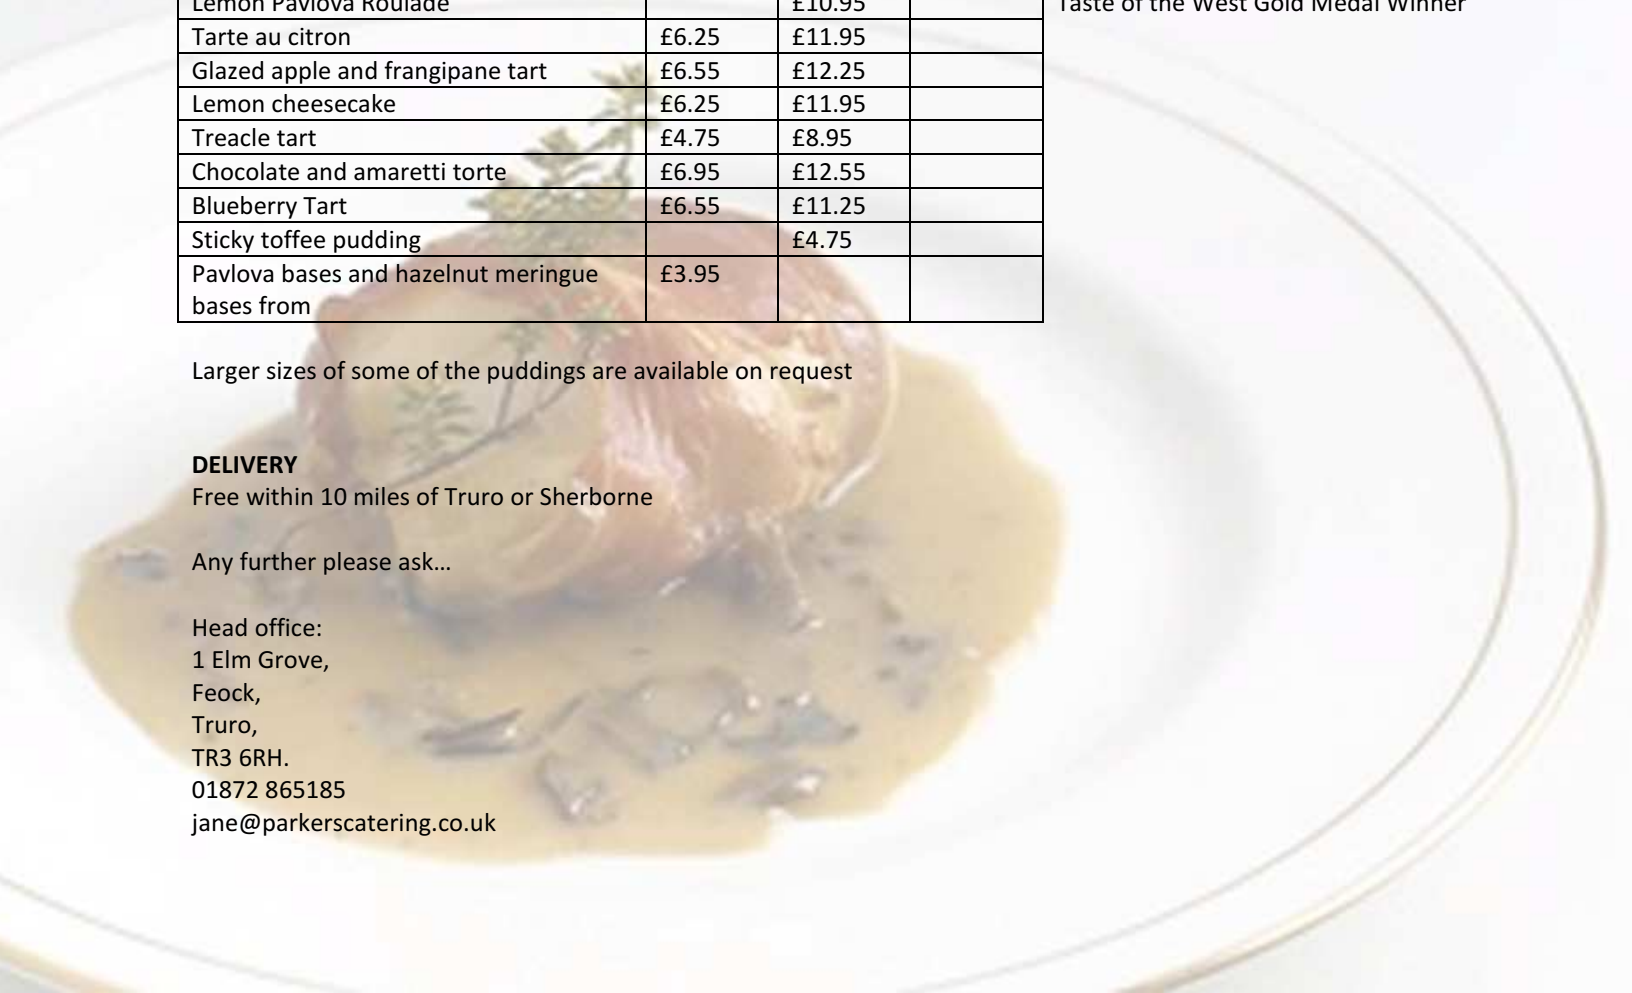 Lemon Pavlova Roulade £10.95 Taste of the West Gold Medal Winner
Tarte au citron £6.25 £11.95
Glazed apple and frangipane tart £6.55 £12.25
Lemon cheesecake £6.25 £11.95
Treacle tart £4.75 £8.95
Chocolate and amaretti torte £6.95 £12.55
Blueberry Tart £6.55 £11.25
Sticky toffee pudding £4.75
Pavlova bases and hazelnut meringue £3.95
bases from
Larger sizes of some of the puddings are available on request
DELIVERY
Free within 10 miles of Truro or Sherborne
Any further please ask…
Head office:
1 Elm Grove,
Feock,
Truro,
TR3 6RH.
01872 865185
jane@parkerscatering.co.uk